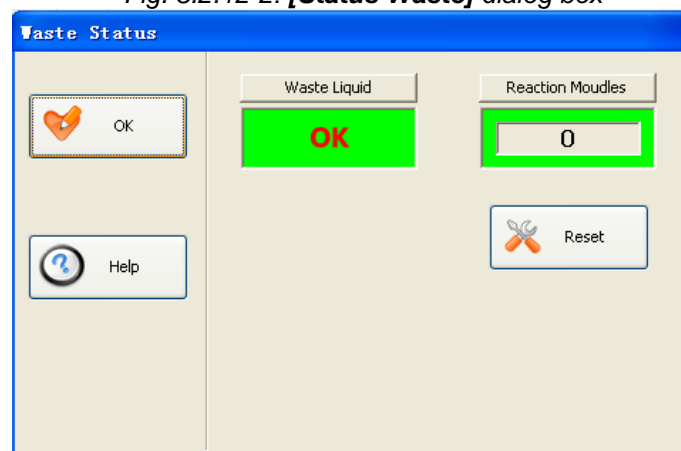 Fig. 5.2.12-2: [Status-Waste] dialog box
Waste Status
OK
Help
Waste Liquid
OK
Reaction Moudles
0
Reset